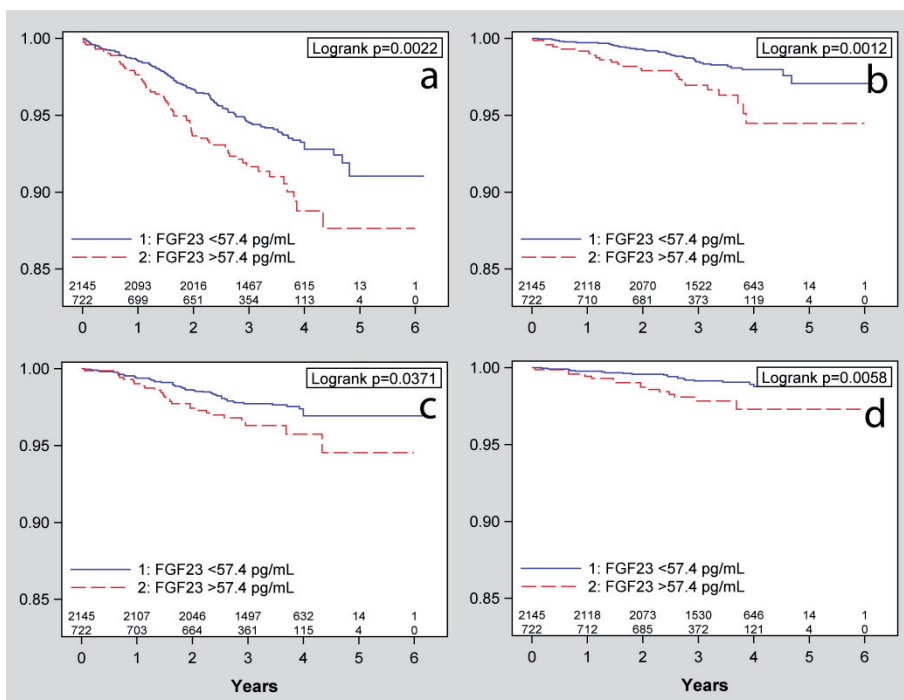 1.00
0.95
0.90
0.85
Logrank p=0.0022
a
1: FGF23 <57.4 pg/mL
2: FGF23 >57.4 pg/mL
2145 2093 2016 1467 615 13 1
722 699 651 354 113 4 0
0 1 2 3 4 5 6
1.00
0.95
0.90
0.85
Logrank p=0.0012
b
1: FGF23 <57.4 pg/mL
2: FGF23 >57.4 pg/mL
2145 2118 2070 1522 643 14 1
722 710 681 373 119 4 0
0 1 2 3 4 5 6
1.00
0.95
0.90
0.85
Logrank p=0.0371
c
1: FGF23 <57.4 pg/mL
2: FGF23 >57.4 pg/mL
2145 2107 2046 1497 632 14 1
722 703 664 361 115 4 0
0 1 2 3 4 5 6
Years
1.00
0.95
0.90
0.85
Logrank p=0.0058
d
1: FGF23 <57.4 pg/mL
2: FGF23 >57.4 pg/mL
2145 2118 2073 1530 646 14 1
722 712 685 372 121 4 0
0 1 2 3 4 5 6
Years